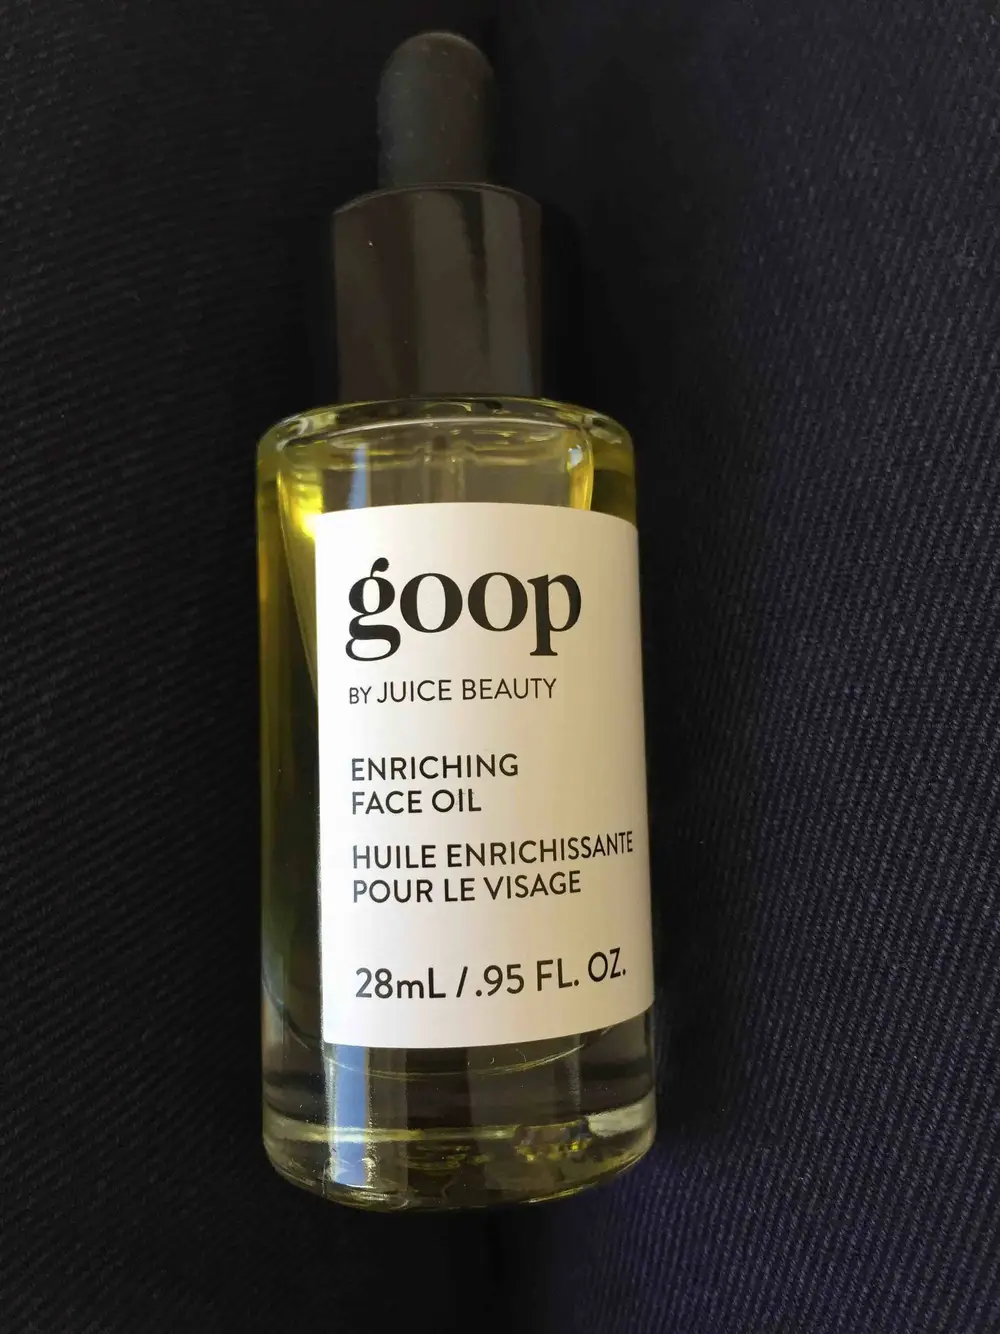 goop
BY JUICE BEAUTY
ENRICHING
FACE OIL
HUILE ENRICHISSANTE
POUR LE VISAGE
28mL / .95 FL. OZ.